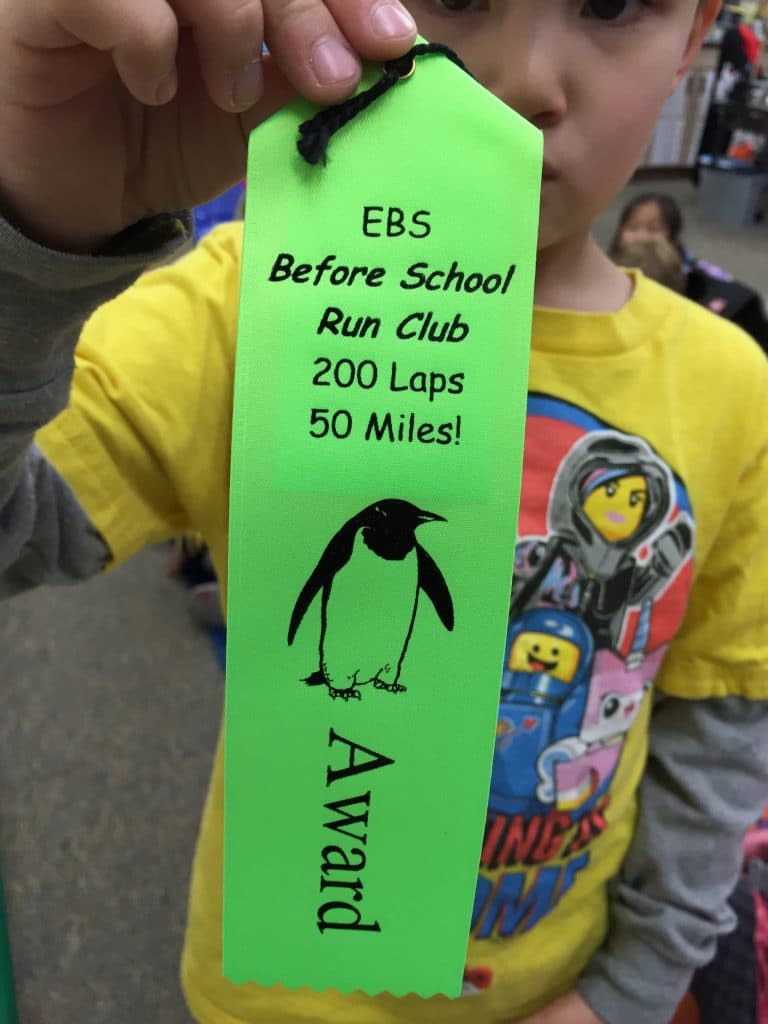 EBS
Before School
Run Club
200 Laps
50 Miles!
Award